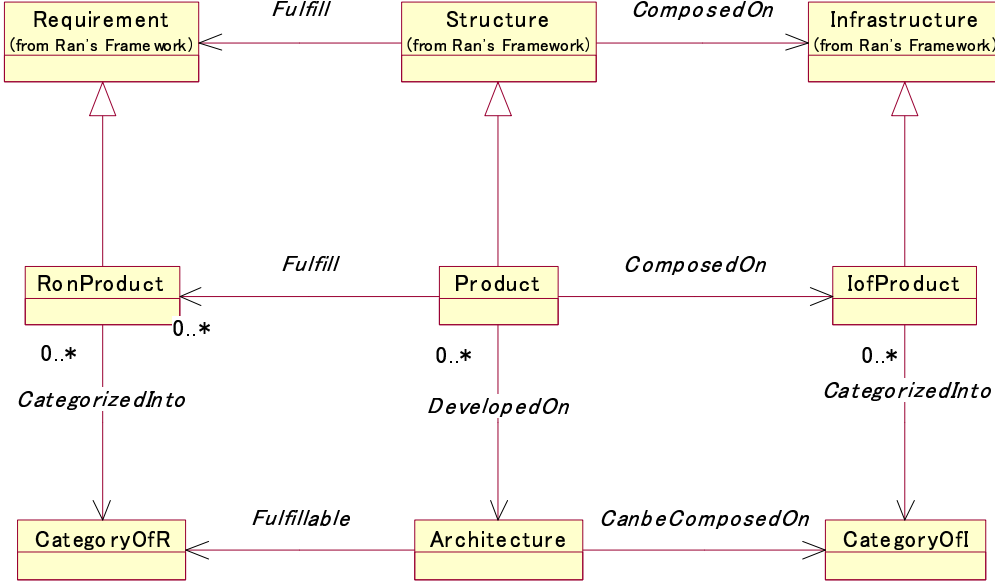 Requirement
(from Ran's Framework)
Fulfill
Structure
(from Ran's Framework)
ComposedOn
Infrastructure
(from Ran's Framework)
RonProduct
0..*
0..*
Fulfill
Product
0..*
ComposedOn
IofProduct
0..*
CategorizedInto
DevelopedOn
CategorizedInto
CategoryOfR
Fulfillable
Architecture
CanbeComposedOn
CategoryOfI